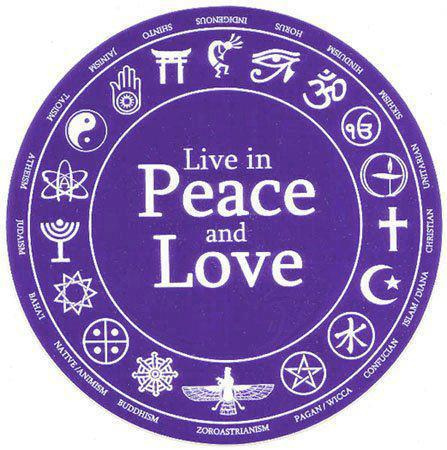 Live in
Peace
and
Love
INDIGENOUS
HORUS
HINDUISM
SIKHISM
UNITARIAN
CHRISTIAN
ISLAM / DIANA
CONFUCIAN
PAGAN / WICCA
ZOROASTRIANISM
BUDDHISM
NATIVE/ANIMISM
BAHAI
JUDAISM
ATHEISM
TAOISM
JAINISM
SHINTO